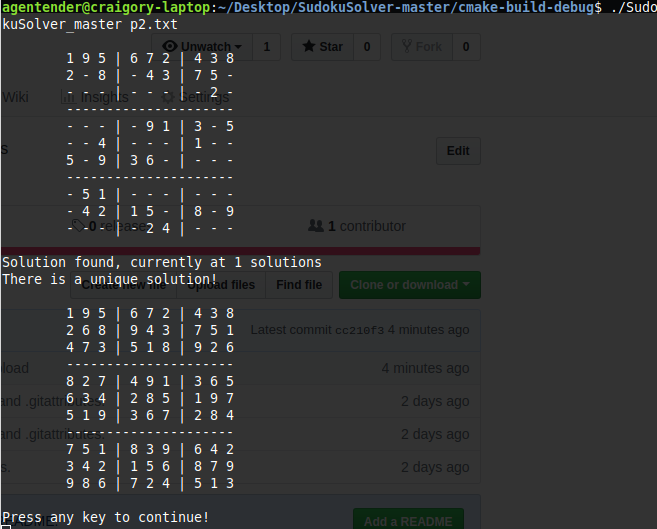 agentender@craigory-laptop:~/Desktop/SudokuSolver-master/cmake-build-debug$ ./Sudo
kuSolver_master p2.txt
Unwatch 1 Star 0 Fork 0
1 9 5 | 6 7 2 | 4 3 8
2 - 8 | - 4 3 | 7 5 -
Wiki Insights Settings
- - - | - - - | - 2 -
---------------------
- - - | - 9 1 | 3 - 5
- - 4 | - - - | 1 - -
s
Edit
5 - 9 | 3 6 - | - - -
---------------------
- 5 1 | - - - | - - -
- 4 2 | 1 5 - | 8 - 9
0 releases 1 contributor
- - - | - 2 4 | - - -
Solution found, currently at 1 solutions
There is a unique solution!
Create new file Upload files Find file Clone or download
1 9 5 | 6 7 2 | 4 3 8
2 6 8 | 9 4 3 | 7 5 1
Latest commit cc210f3 4 minutes ago
4 7 3 | 5 1 8 | 9 2 6
---------------------
load 4 minutes ago
8 2 7 | 4 9 1 | 3 6 5
6 3 4 | 2 8 5 | 1 9 7
and .gitattributes. 2 days ago
5 1 9 | 3 6 7 | 2 8 4
---------------------
and .gitattributes. 2 days ago
7 5 1 | 8 3 9 | 6 4 2
3 4 2 | 1 5 6 | 8 7 9
s. 2 days ago
9 8 6 | 7 2 4 | 5 1 3
Press any key to continue!
Add a README